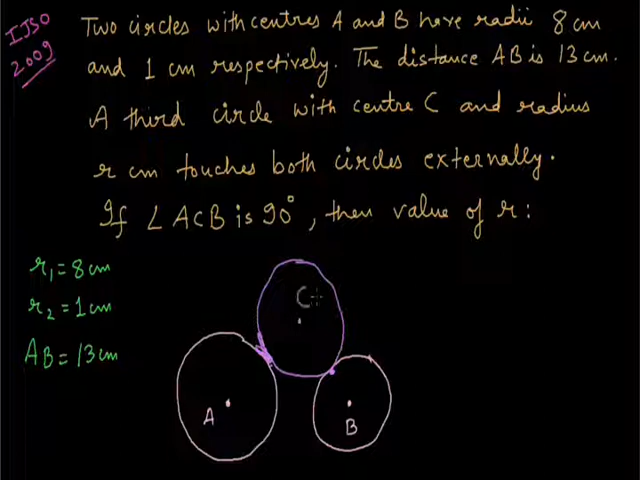 IJSO
2009
Two circles with centres A and B have radii 8 cm
and 1 cm respectively. The distance AB is 13 cm.
A third circle with centre C and radius
r cm touches both circles externally.
If ∠ACB is 90°, then value of r:
r₁ = 8 cm
r₂ = 1 cm
AB = 13 cm
C
A
B